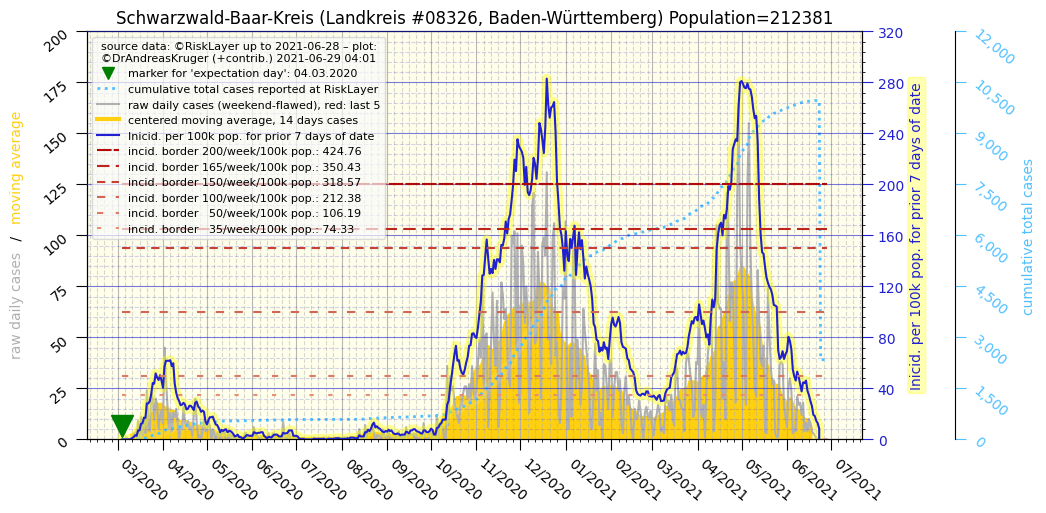 Schwarzwald-Baar-Kreis (Landkreis #08326, Baden-Württemberg) Population=212381
source data: ©RiskLayer up to 2021-06-28 – plot:
©DrAndreasKruger (+contrib.) 2021-06-29 04:01
marker for 'expectation day': 04.03.2020
cumulative total cases reported at RiskLayer
raw daily cases (weekend-flawed), red: last 5
centered moving average, 14 days cases
Inicid. per 100k pop. for prior 7 days of date
incid. border 200/week/100k pop.: 424.76
incid. border 165/week/100k pop.: 350.43
incid. border 150/week/100k pop.: 318.57
incid. border 100/week/100k pop.: 212.38
incid. border   50/week/100k pop.: 106.19
incid. border   35/week/100k pop.: 74.33
raw daily cases / moving average
200
175
150
125
100
75
50
25
0
03/2020
04/2020
05/2020
06/2020
07/2020
08/2020
09/2020
10/2020
11/2020
12/2020
01/2021
02/2021
03/2021
04/2021
05/2021
06/2021
07/2021
320
280
240
200
160
120
80
40
0
Inicid. per 100k pop. for prior 7 days of date
12,000
10,500
9,000
7,500
6,000
4,500
3,000
1,500
0
cumulative total cases